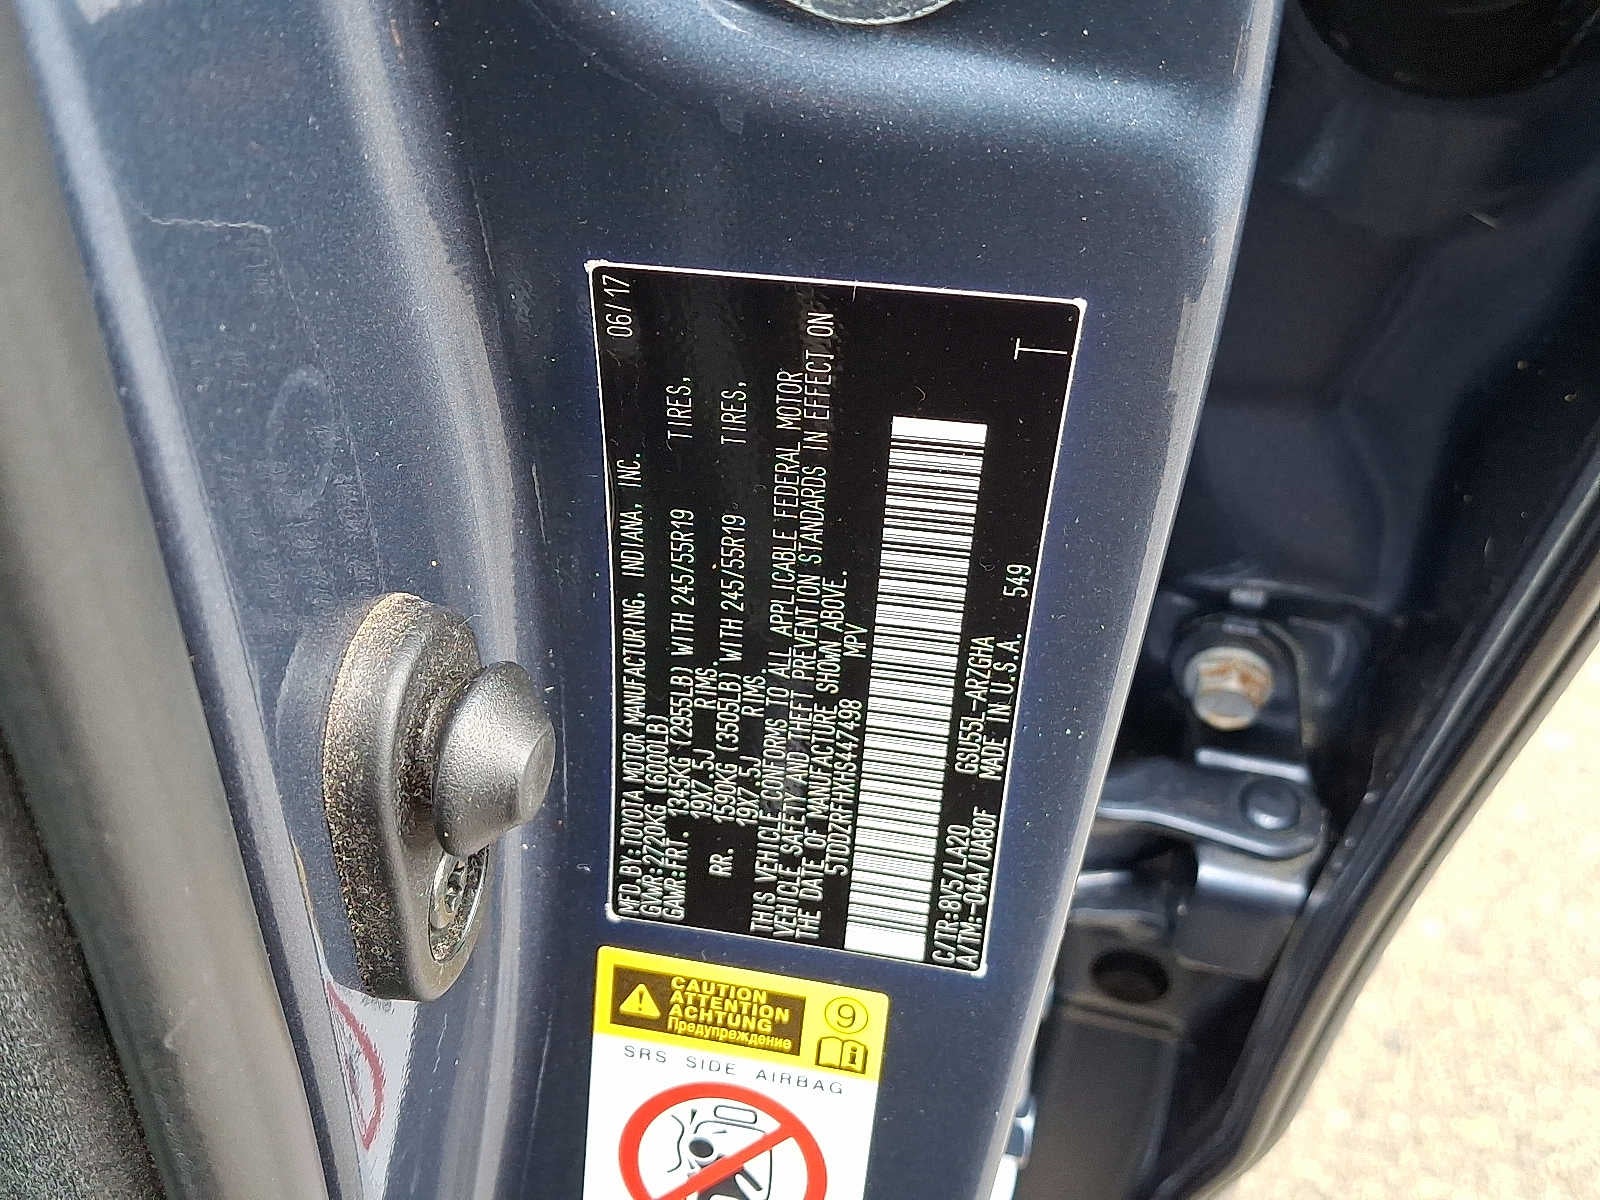 MFD.BY:TOYOTA MOTOR MANUFACTURING, INDIANA, INC. 06/17
GVWR:2720KG (6000LB)
GAWR:FRT. 1345KG (2955LB) WITH 245/55R19 TIRES,
19X7.5J RIMS.
RR. 1590KG (3505LB) WITH 245/55R19 TIRES,
19X7.5J RIMS.
THIS VEHICLE CONFORMS TO ALL APPLICABLE FEDERAL MOTOR
VEHICLE SAFETY AND THEFT PREVENTION STANDARDS IN EFFECT ON
THE DATE OF MANUFACTURE SHOWN ABOVE.
5TDDZRFHXHS447498 MPV
C/TR:8V5/LA20 GSU55L-ARZGHA
A/TM:-04A/UA80F MADE IN U.S.A. 549
T
CAUTION
ATTENTION
ACHTUNG
Предупреждение
9
i
SRS SIDE AIRBAG